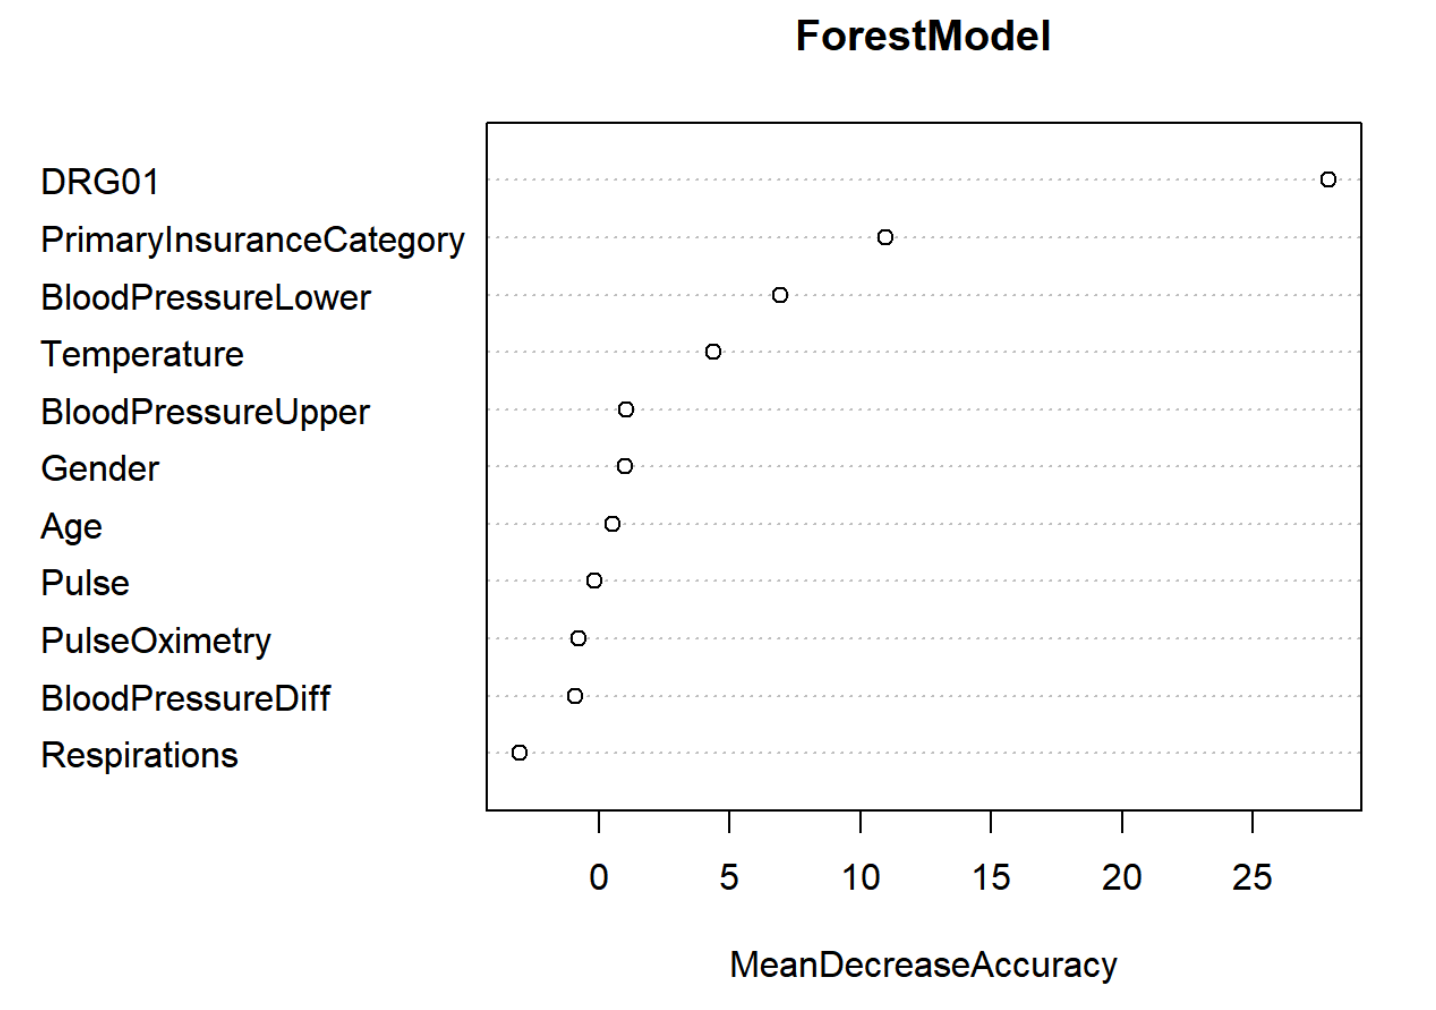 ForestModel
DRG01
PrimaryInsuranceCategory
BloodPressureLower
Temperature
BloodPressureUpper
Gender
Age
Pulse
PulseOximetry
BloodPressureDiff
Respirations
0 5 10 15 20 25
MeanDecreaseAccuracy